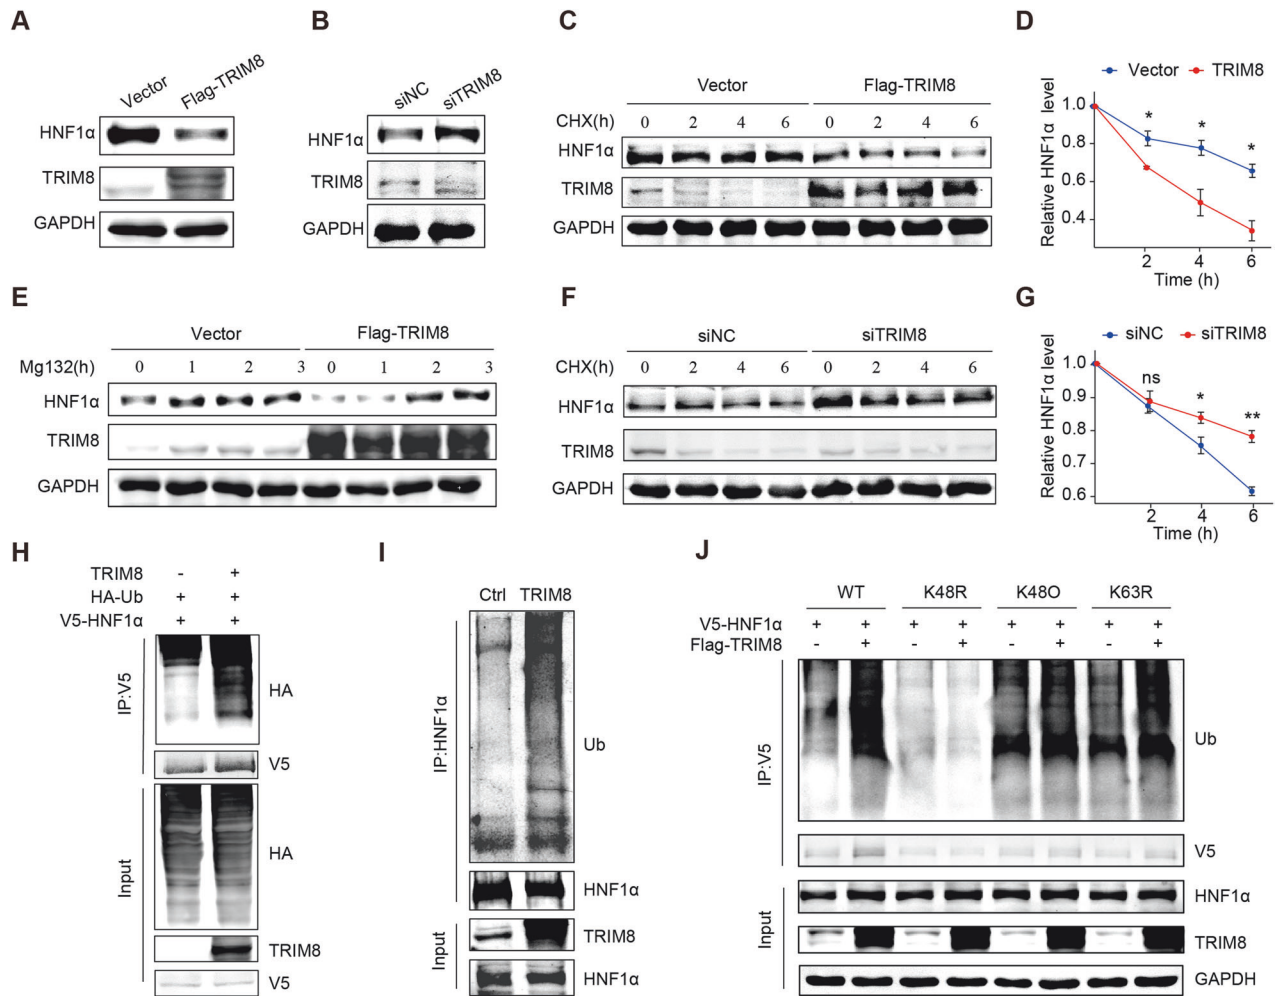 A
Vector Flag-TRIM8
HNF1α
TRIM8
GAPDH
B
siNC siTRIM8
HNF1α
TRIM8
GAPDH
C
Vector Flag-TRIM8
CHX(h) 0 2 4 6 0 2 4 6
HNF1α
TRIM8
GAPDH
D
Vector TRIM8
Relative HNF1α level
1.0
0.8
0.6
0.4
* * *
2 4 6
Time (h)
E
Vector Flag-TRIM8
Mg132(h) 0 1 2 3 0 1 2 3
HNF1α
TRIM8
GAPDH
F
siNC siTRIM8
CHX(h) 0 2 4 6 0 2 4 6
HNF1α
TRIM8
GAPDH
G
siNC siTRIM8
Relative HNF1α level
1.0
0.9
0.8
0.7
0.6
ns * **
2 4 6
Time (h)
H
TRIM8 - +
HA-Ub + +
V5-HNF1α + +
IP:V5
HA
V5
Input
HA
TRIM8
V5
I
Ctrl TRIM8
IP:HNF1α
Ub
HNF1α
Input
TRIM8
HNF1α
J
WT K48R K48O K63R
V5-HNF1α + + + + + + + +
Flag-TRIM8 - + - + - + - +
IP:V5
Ub
V5
Input
HNF1α
TRIM8
GAPDH